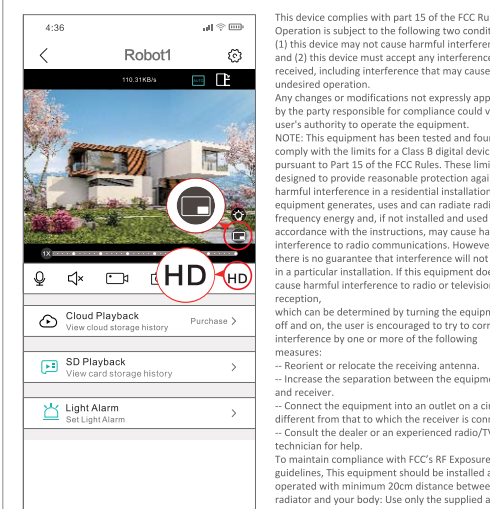 4:36
Robot1
110.31KB/s
AUTO
1X
HD
HD
Cloud Playback
View cloud storage history
Purchase
SD Playback
View card storage history
Light Alarm
Set Light Alarm
This device complies with part 15 of the FCC Ru
Operation is subject to the following two condit
(1) this device may not cause harmful interferen
and (2) this device must accept any interference
received, including interference that may cause
undesired operation.
Any changes or modifications not expressly app
by the party responsible for compliance could v
user's authority to operate the equipment.
NOTE: This equipment has been tested and four
comply with the limits for a Class B digital devic
pursuant to Part 15 of the FCC Rules. These limi
designed to provide reasonable protection agai
harmful interference in a residential installation
equipment generates, uses and can radiate radi
frequency energy and, if not installed and used
accordance with the instructions, may cause ha
interference to radio communications. Howeve
there is no guarantee that interference will not
in a particular installation. If this equipment doe
cause harmful interference to radio or television
reception,
which can be determined by turning the equipm
off and on, the user is encouraged to try to corr
interference by one or more of the following
measures:
-- Reorient or relocate the receiving antenna.
-- Increase the separation between the equipme
and receiver.
-- Connect the equipment into an outlet on a cir
different from that to which the receiver is conn
-- Consult the dealer or an experienced radio/TV
technician for help.
To maintain compliance with FCC's RF Exposure
guidelines, This equipment should be installed a
operated with minimum 20cm distance betwee
radiator and your body: Use only the supplied a